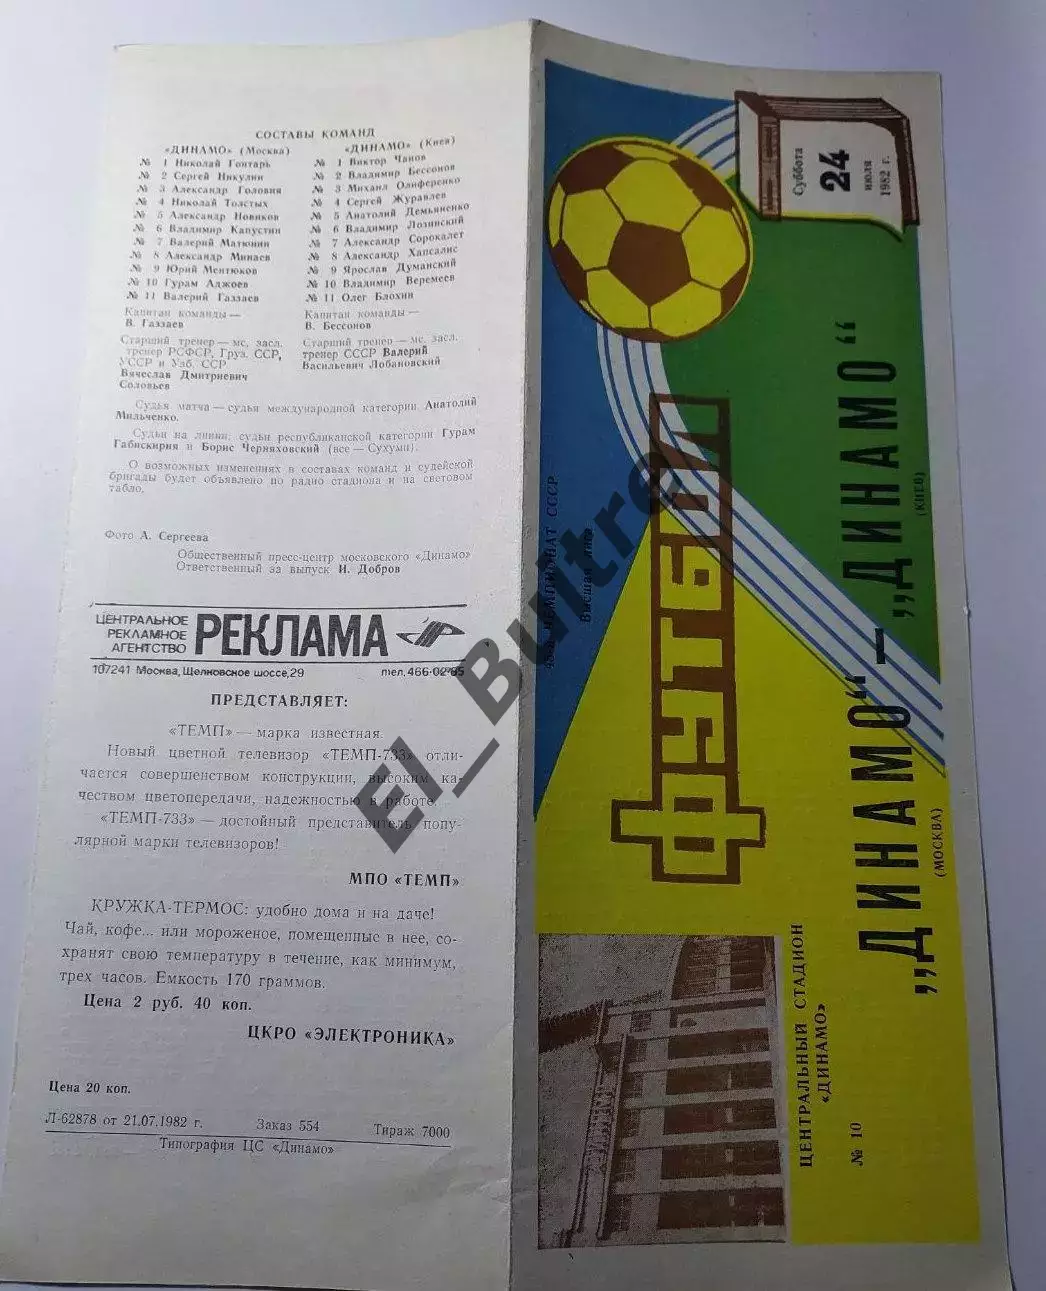 СОСТАВЫ КОМАНД
«ДИНАМО» (Москва)
№ 1 Николай Гонтарь
№ 2 Сергей Никулин
№ 3 Александр Головня
№ 4 Николай Толстых
№ 5 Александр Новиков
№ 6 Владимир Капустин
№ 7 Валерий Матюнин
№ 8 Александр Минаев
№ 9 Юрий Ментюков
№ 10 Гурам Аджоев
№ 11 Валерий Газзаев
Капитан команды —
В. Газзаев
Старший тренер — мс, засл.
тренер РСФСР, Груз. ССР,
УССР и Узб. ССР
Вячеслав Дмитриевич
Соловьев
«ДИНАМО» (Киев)
№ 1 Виктор Чанов
№ 2 Владимир Бессонов
№ 3 Михаил Олиференко
№ 4 Сергей Журавлев
№ 5 Анатолий Демьяненко
№ 6 Владимир Лозинский
№ 7 Александр Сорокалет
№ 8 Александр Хапсалис
№ 9 Ярослав Думанский
№ 10 Владимир Веремеев
№ 11 Олег Блохин
Капитан команды —
В. Бессонов
Старший тренер — мс, засл.
тренер СССР Валерий
Васильевич Лобановский
Судья матча — судья международной категории Анатолий
Мильченко.
Судьи на линии: судьи республиканской категории Гурам
Габискирия и Борис Черняховский (все — Сухуми).
О возможных изменениях в составах команд и судейской
бригады будет объявлено по радио стадиона и на световом
табло.
Фото А. Сергеева
Общественный пресс-центр московского «Динамо»
Ответственный за выпуск И. Добров
ЦЕНТРАЛЬНОЕ
РЕКЛАМНОЕ
АГЕНТСТВО
РЕКЛАМА
107241 Москва, Щелковское шоссе, 29 тел. 466-02-85
ПРЕДСТАВЛЯЕТ:
«ТЕМП» — марка известная.
Новый цветной телевизор «ТЕМП-733» отли-
чается совершенством конструкции, высоким ка-
чеством цветопередачи, надежностью в работе.
«ТЕМП-733» — достойный представитель попу-
лярной марки телевизоров!
МПО «ТЕМП»
КРУЖКА-ТЕРМОС: удобно дома и на даче!
Чай, кофе... или мороженое, помещенные в нее, со-
хранят свою температуру в течение, как минимум,
трех часов. Емкость 170 граммов.
Цена 2 руб. 40 коп.
ЦКРО «ЭЛЕКТРОНИКА»
Цена 20 коп.
Л-62878 от 21.07.1982 г. Заказ 554 Тираж 7000
Типография ЦС «Динамо»
Суббота
24
июля
1982 г.
ЧЕМПИОНАТ СССР
Высшая лига
ФУТБОЛ
„ДИНАМО“ — „ДИНАМО“
(МОСКВА)
(КИЕВ)
ЦЕНТРАЛЬНЫЙ СТАДИОН
«ДИНАМО»
№ 10
El_Buitre